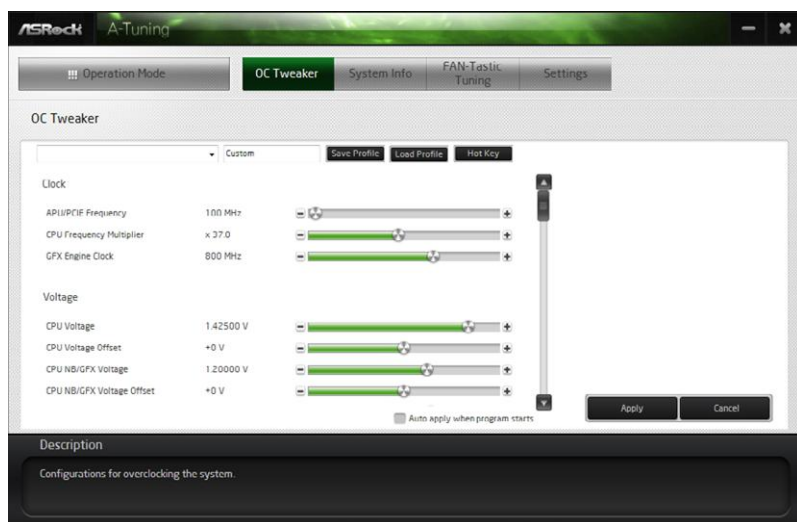 ASRock A-Tuning
Operation Mode
OC Tweaker
System Info
FAN-Tastic
Tuning
Settings
OC Tweaker
Custom
Save Profile
Load Profile
Hot Key
Clock
APU/PCIE Frequency 100 MHz
CPU Frequency Multiplier x 37.0
GFX Engine Clock 800 MHz
Voltage
CPU Voltage 1.42500 V
CPU Voltage Offset +0 V
CPU NB/GFX Voltage 1.20000 V
CPU NB/GFX Voltage Offset +0 V
Auto apply when program starts
Apply
Cancel
Description
Configurations for overclocking the system.